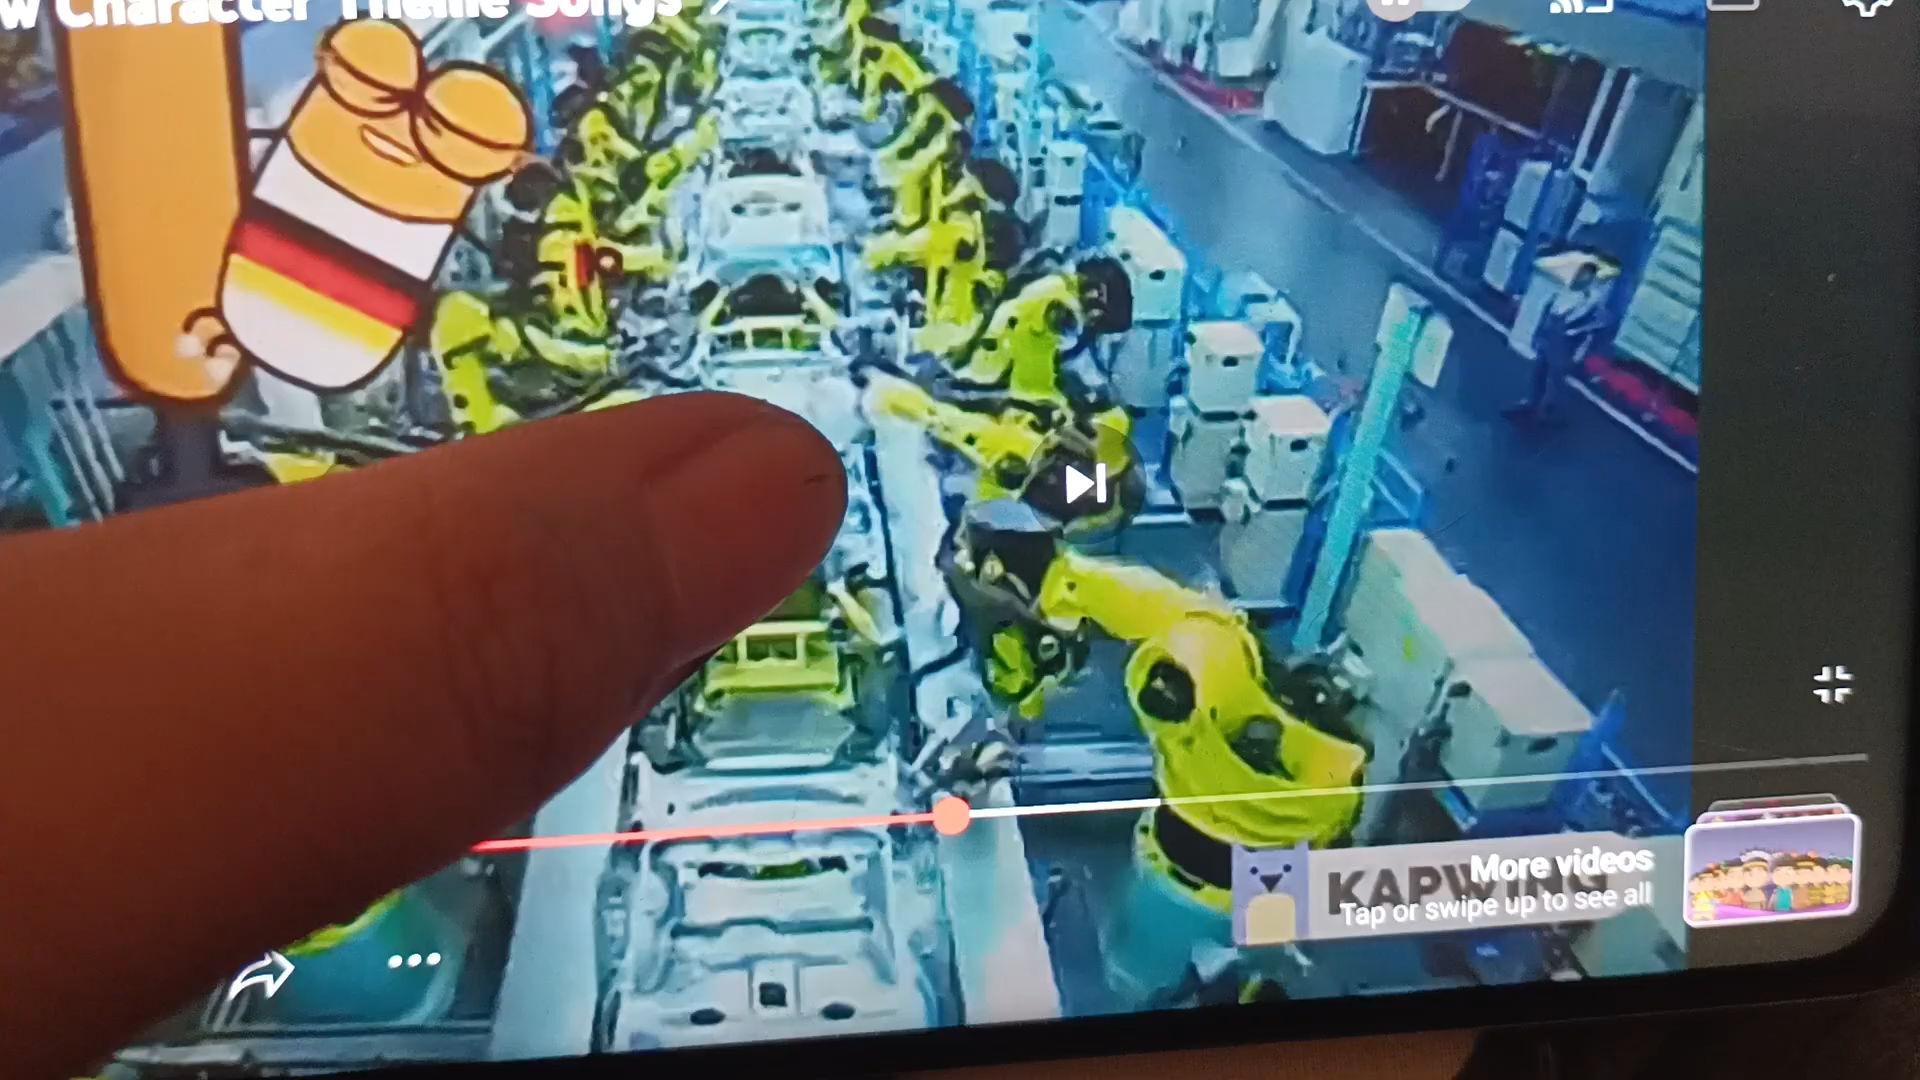 w Character Theme Songs
KAPWING
More videos
Tap or swipe up to see all